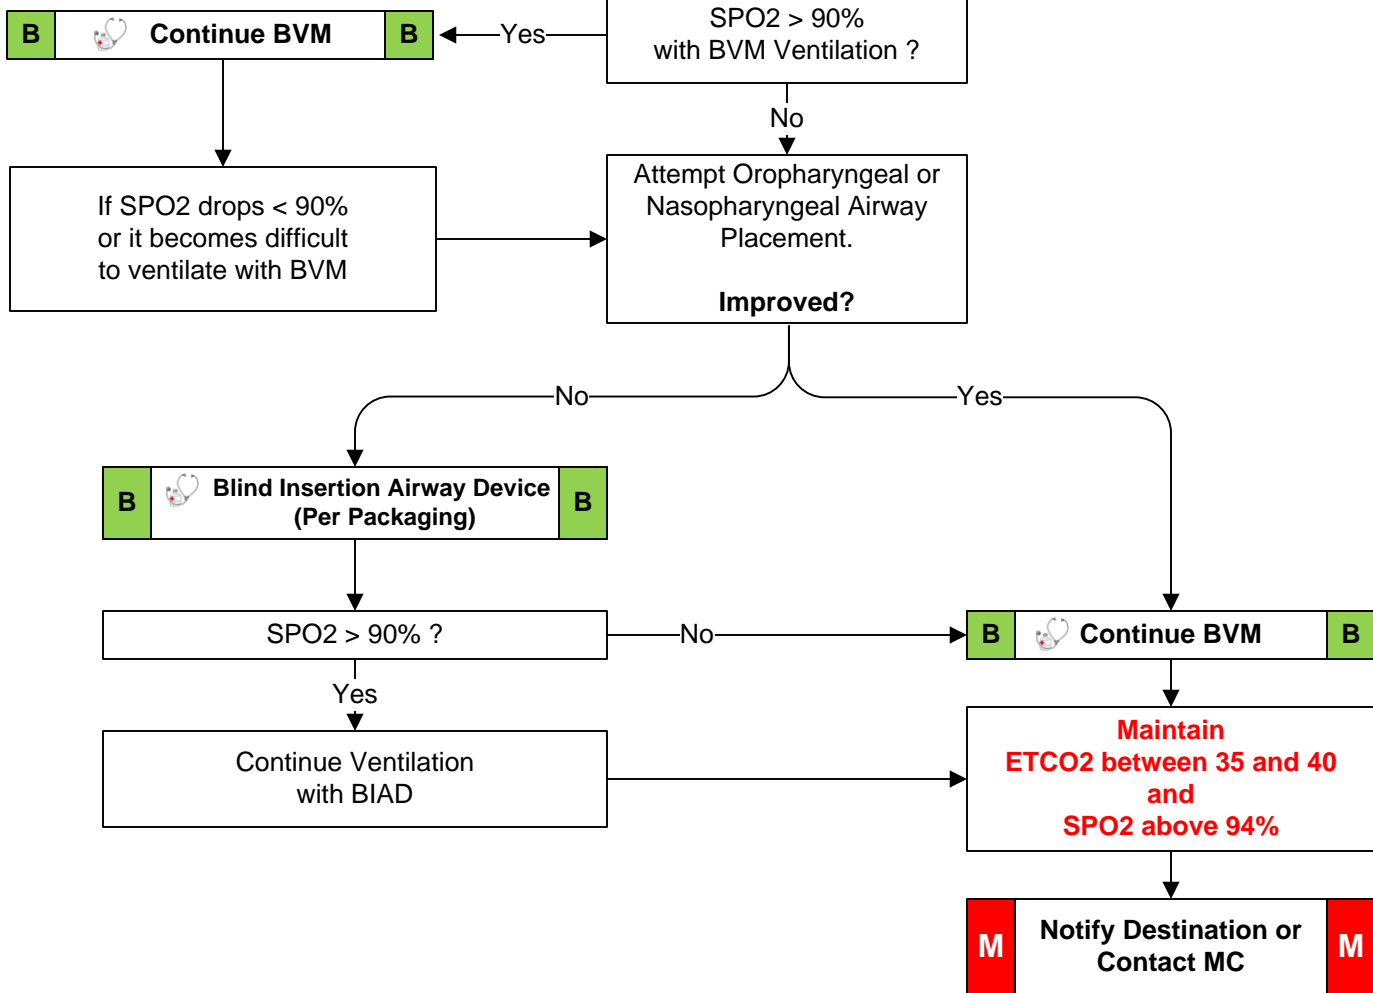 B
Continue BVM
B
Yes
SPO2 > 90%
with BVM Ventilation ?
No
If SPO2 drops < 90%
or it becomes difficult
to ventilate with BVM
Attempt Oropharyngeal or
Nasopharyngeal Airway
Placement.
Improved?
No
Yes
B
Blind Insertion Airway Device
(Per Packaging)
B
SPO2 > 90% ?
No
B
Continue BVM
B
Yes
Continue Ventilation
with BIAD
Maintain
ETCO2 between 35 and 40
and
SPO2 above 94%
M
Notify Destination or
Contact MC
M